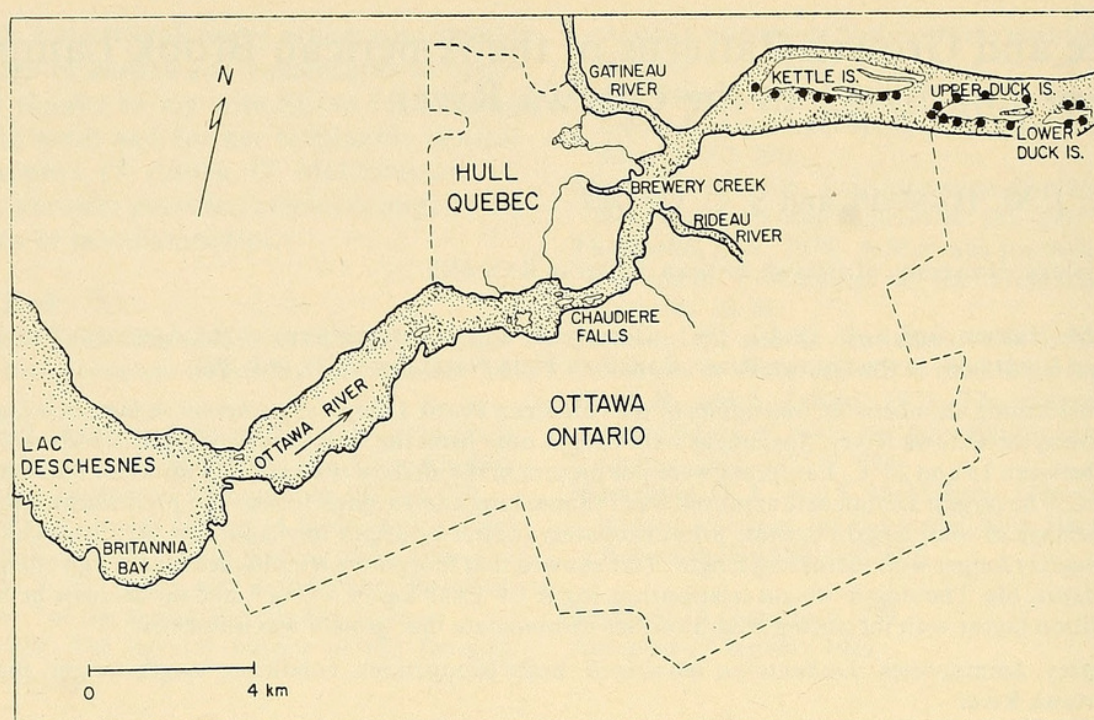 N
GATINEAU
RIVER
KETTLE IS.
UPPER DUCK IS.
LOWER
DUCK IS.
HULL
QUEBEC
BREWERY CREEK
RIDEAU
RIVER
CHAUDIERE
FALLS
OTTAWA RIVER
OTTAWA
ONTARIO
LAC
DESCHESNES
BRITANNIA
BAY
0 4 km